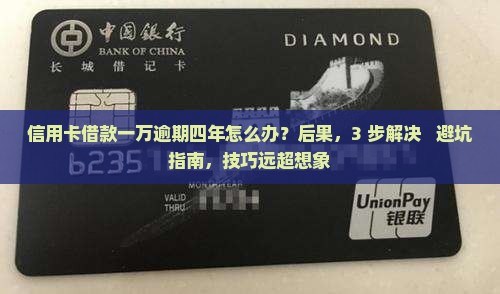 中国银行
BANK OF CHINA
DIAMOND
长城借记卡
信用卡借款一万逾期四年怎么办？后果，3 步解决 避坑
指南，技巧远超想象
MONTH/YEAR
VALID
THRU
UnionPay
银联